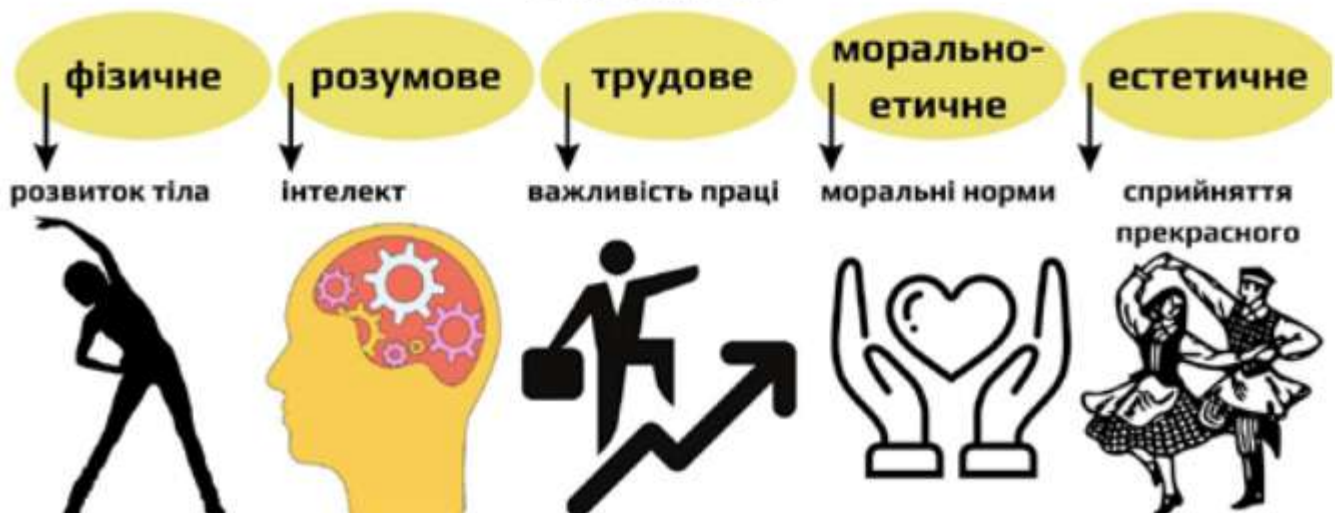 фізичне
розумове
трудове
морально-
етичне
естетичне
розвиток тіла
інтелект
важливість праці
моральні норми
сприйняття
прекрасного